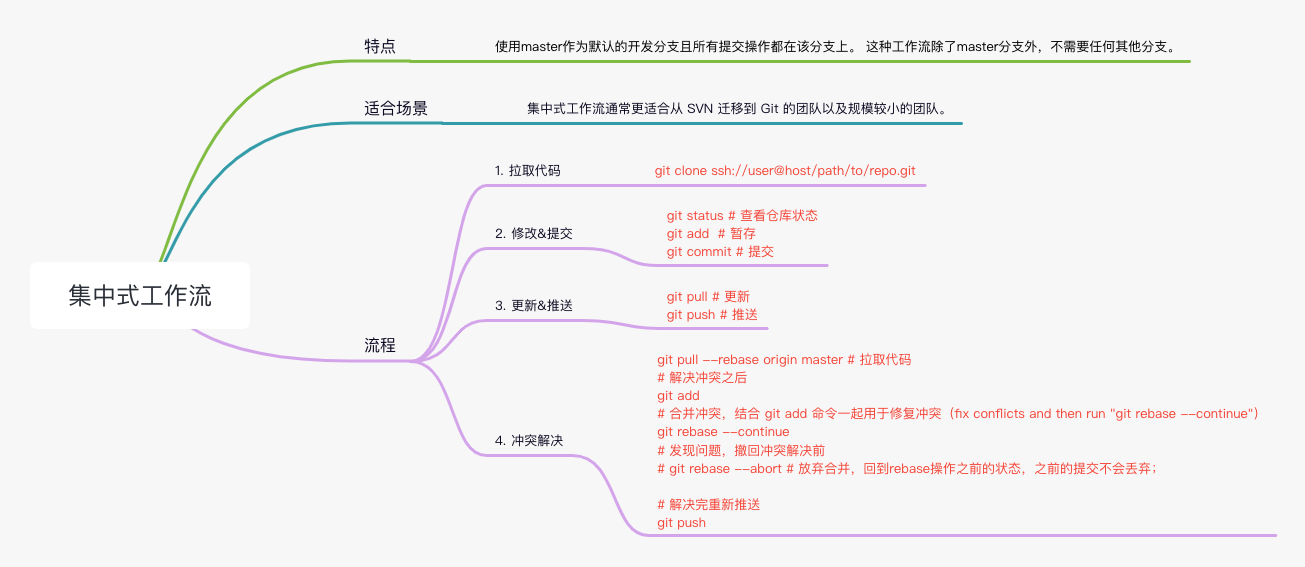 特点
使用master作为默认的开发分支且所有提交操作都在该分支上。 这种工作流除了master分支外，不需要任何其他分支。
适合场景
集中式工作流通常更适合从 SVN 迁移到 Git 的团队以及规模较小的团队。
集中式工作流
流程
1. 拉取代码
git clone ssh://user@host/path/to/repo.git
2. 修改&提交
git status # 查看仓库状态
git add  # 暂存
git commit # 提交
3. 更新&推送
git pull # 更新
git push # 推送
4. 冲突解决
git pull --rebase origin master # 拉取代码
# 解决冲突之后
git add
# 合并冲突，结合 git add 命令一起用于修复冲突（fix conflicts and then run "git rebase --continue"）
git rebase --continue
# 发现问题，撤回冲突解决前
# git rebase --abort # 放弃合并，回到rebase操作之前的状态，之前的提交不会丢弃；
# 解决完重新推送
git push